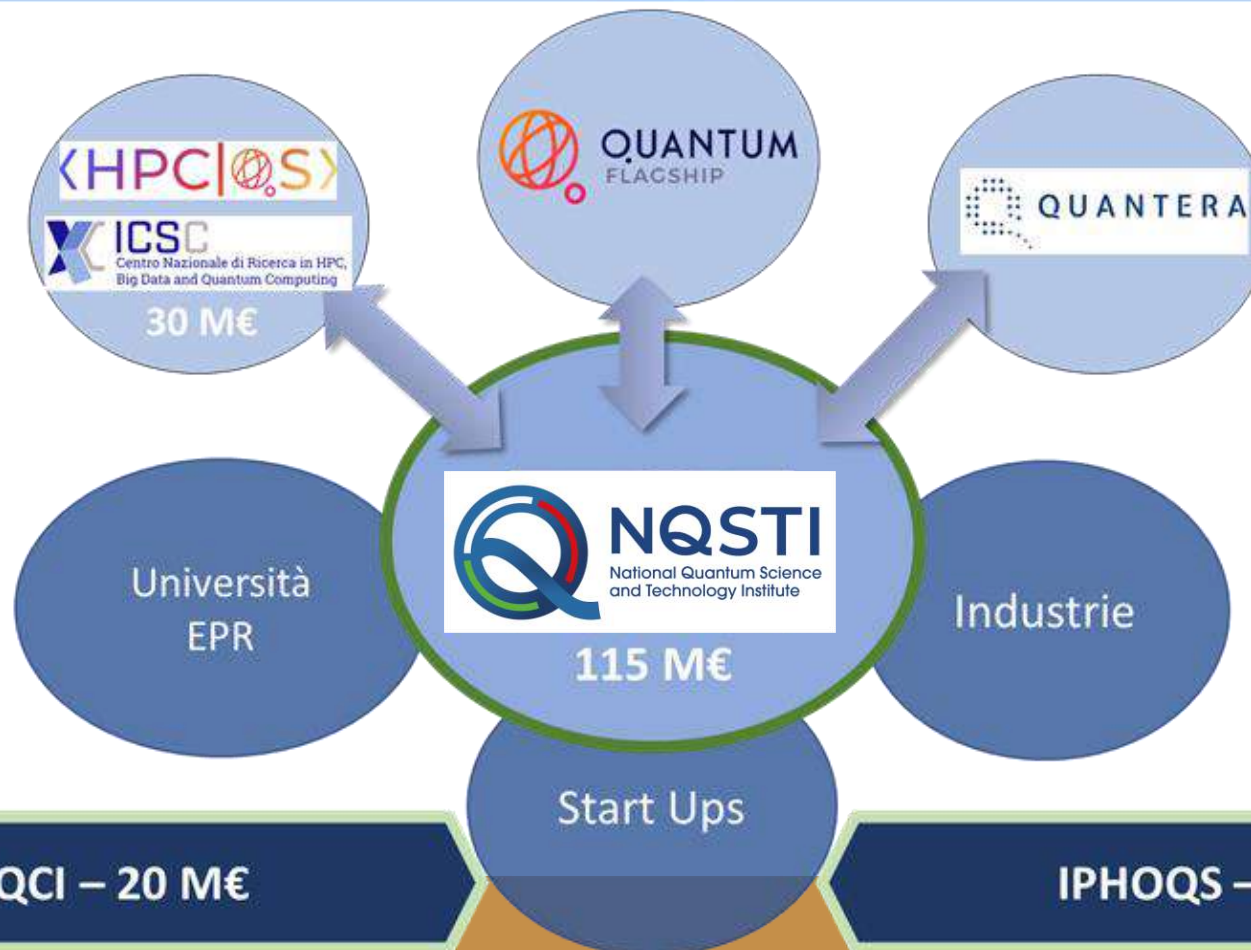 QUANTUM
FLAGSHIP
<HPC|QS>
ICSC
Centro Nazionale di Ricerca in HPC,
Big Data and Quantum Computing
30 M€
QUANTERA
NQSTI
National Quantum Science
and Technology Institute
115 M€
Università
EPR
Industrie
Start Ups
QCI – 20 M€
IPHOQS –